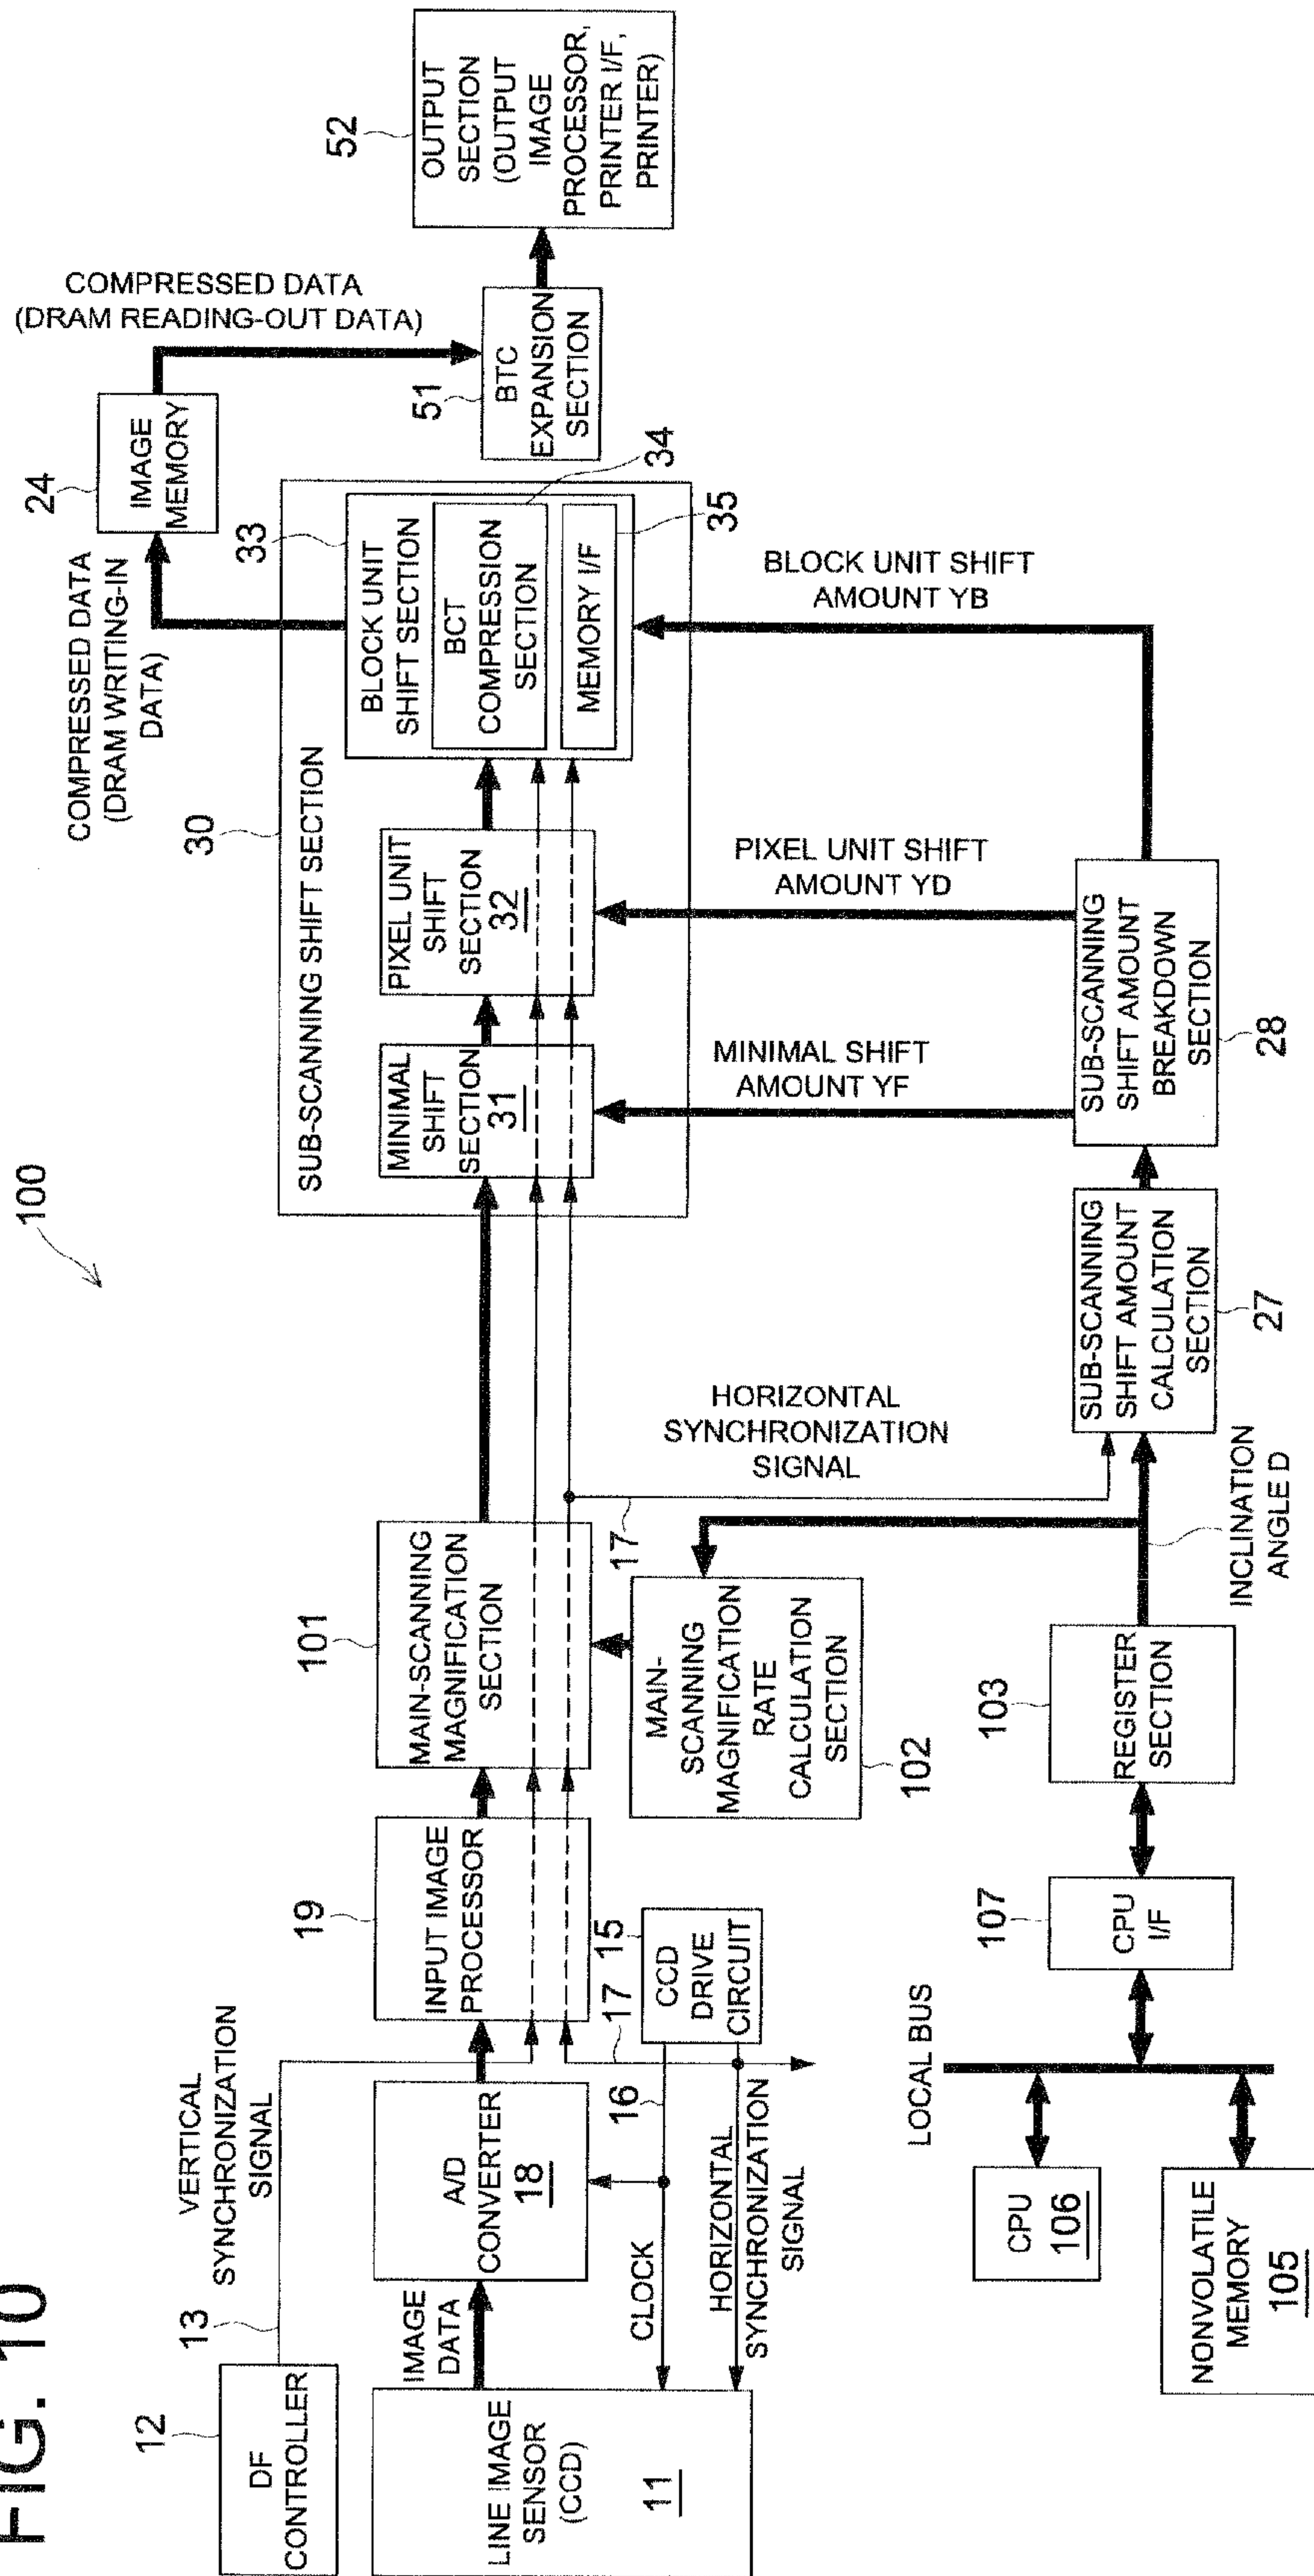 FIG. 10
100
12
DF
CONTROLLER
13
VERTICAL
SYNCHRONIZATION
SIGNAL
LINE IMAGE
SENSOR
(CCD)
11
IMAGE
DATA
A/D
CONVERTER
18
CLOCK
16
HORIZONTAL
SYNCHRONIZATION
SIGNAL
17
15
CCD
DRIVE
CIRCUIT
19
INPUT IMAGE
PROCESSOR
101
MAIN-SCANNING
MAGNIFICATION
SECTION
MAIN-
SCANNING
MAGNIFICATION
RATE
CALCULATION
SECTION
102
17
HORIZONTAL
SYNCHRONIZATION
SIGNAL
30
SUB-SCANNING SHIFT SECTION
MINIMAL
SHIFT
SECTION
31
PIXEL UNIT
SHIFT
SECTION
32
33
BLOCK UNIT
SHIFT SECTION
BCT
COMPRESSION
SECTION
34
MEMORY I/F
35
COMPRESSED DATA
(DRAM WRITING-IN
DATA)
24
IMAGE
MEMORY
COMPRESSED DATA
(DRAM READING-OUT DATA)
51
BTC
EXPANSION
SECTION
52
OUTPUT
SECTION
(OUTPUT
IMAGE
PROCESSOR,
PRINTER I/F,
PRINTER)
MINIMAL SHIFT
AMOUNT YF
PIXEL UNIT SHIFT
AMOUNT YD
BLOCK UNIT SHIFT
AMOUNT YB
CPU
106
NONVOLATILE
MEMORY
105
LOCAL BUS
107
CPU
I/F
103
REGISTER
SECTION
INCLINATION
ANGLE D
SUB-SCANNING
SHIFT AMOUNT
CALCULATION
SECTION
27
SUB-SCANNING
SHIFT AMOUNT
BREAKDOWN
SECTION
28